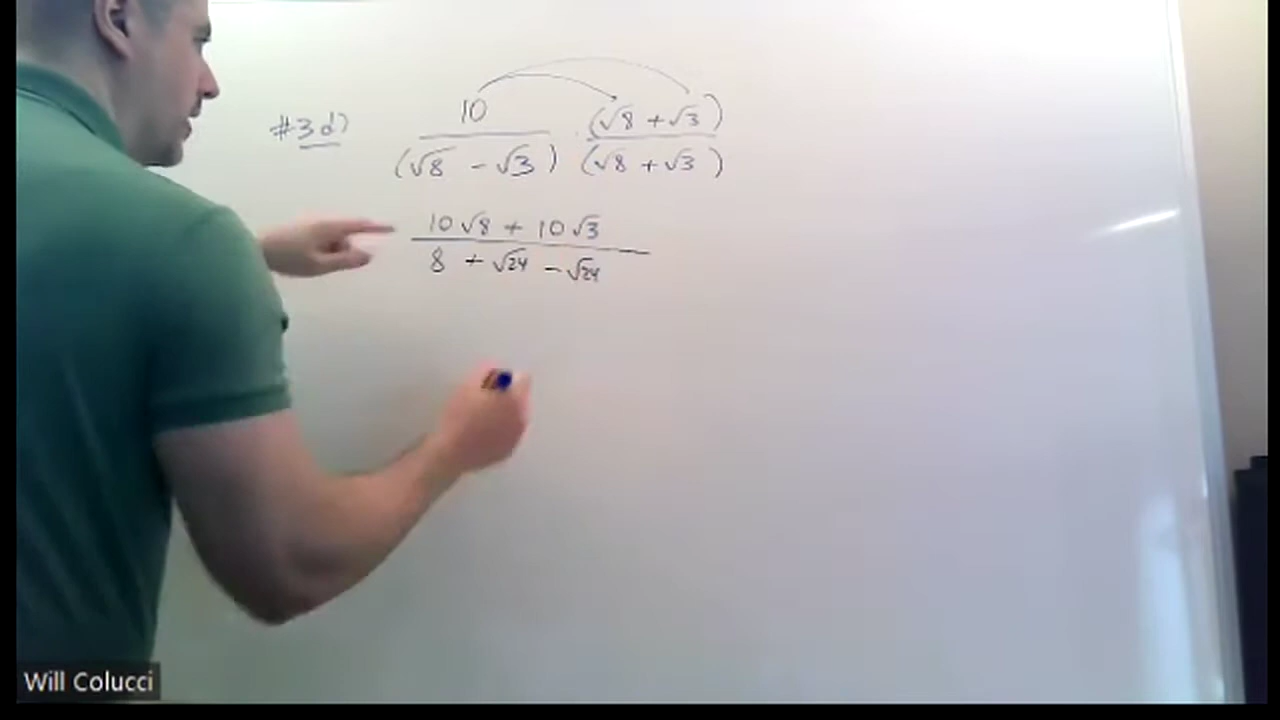 #3d) 10 (√8 + √3)
(√8 - √3) (√8 + √3)
10√8 + 10√3
8 + √24 - √24
Will Colucci